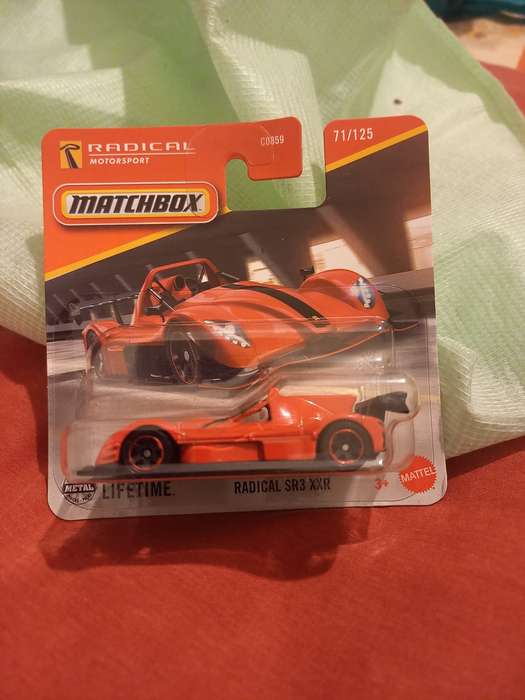 RADICAL
MOTORSPORT
C0859
71/125
MATCHBOX
METAL
LIFETIME.
RADICAL SR3 XXR
3+
MATTEL